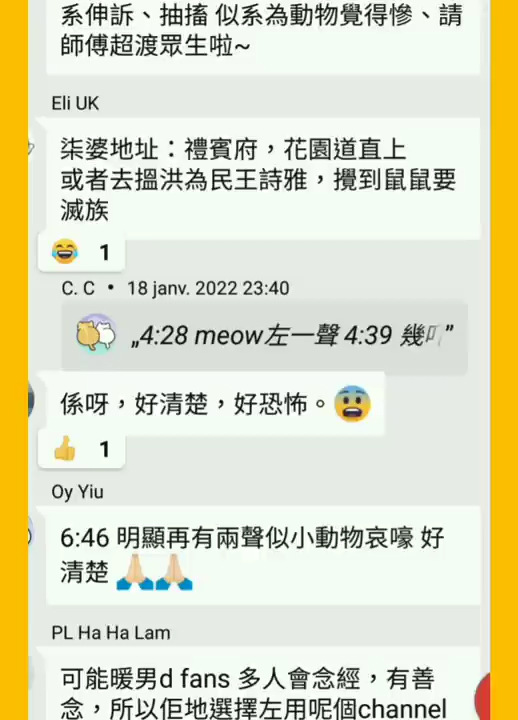 系伸訴、抽搐 似系為動物覺得慘、請
師傅超渡眾生啦~
Eli UK
柒婆地址：禮賓府，花園道直上
或者去搵洪為民王詩雅，攪到鼠鼠要
滅族
😂 1
C. C • 18 janv. 2022 23:40
„4:28 meow左一聲 4:39 幾”
係呀，好清楚，好恐怖。😨
👍 1
Oy Yiu
6:46 明顯再有兩聲似小動物哀嚎 好
清楚 🙏🏻🙏🏻
PL Ha Ha Lam
可能暖男d fans 多人會念經，有善
念，所以佢地選擇左用呢個channel